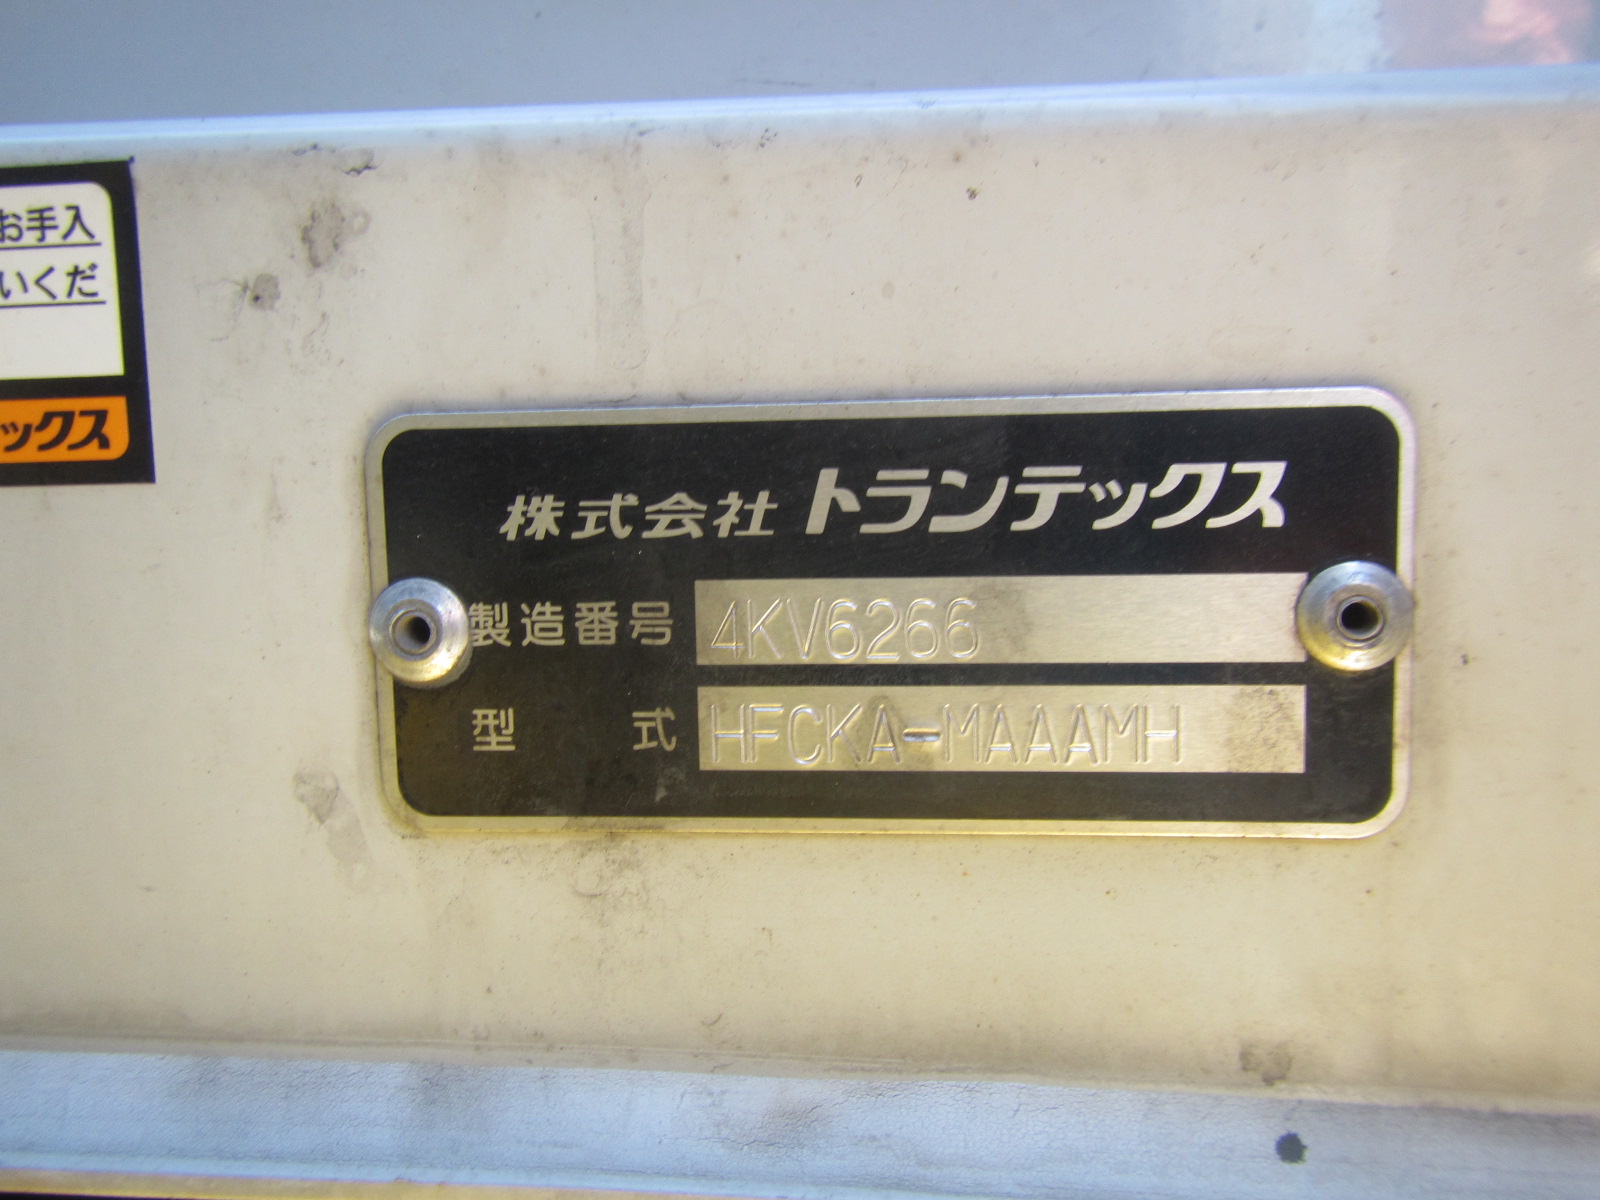 お手入
いくだ
ックス
株式会社 トランテックス
製造番号 4KV6266
型式 HFCKA-MAAAMH